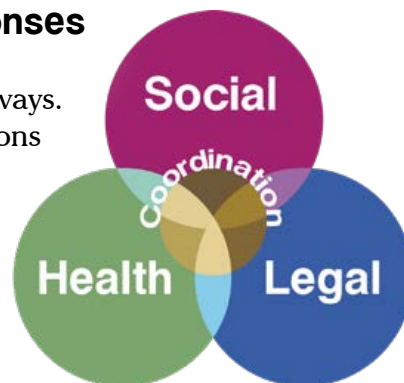 onses
ways.
ons
Social
Coordination
Health
Legal